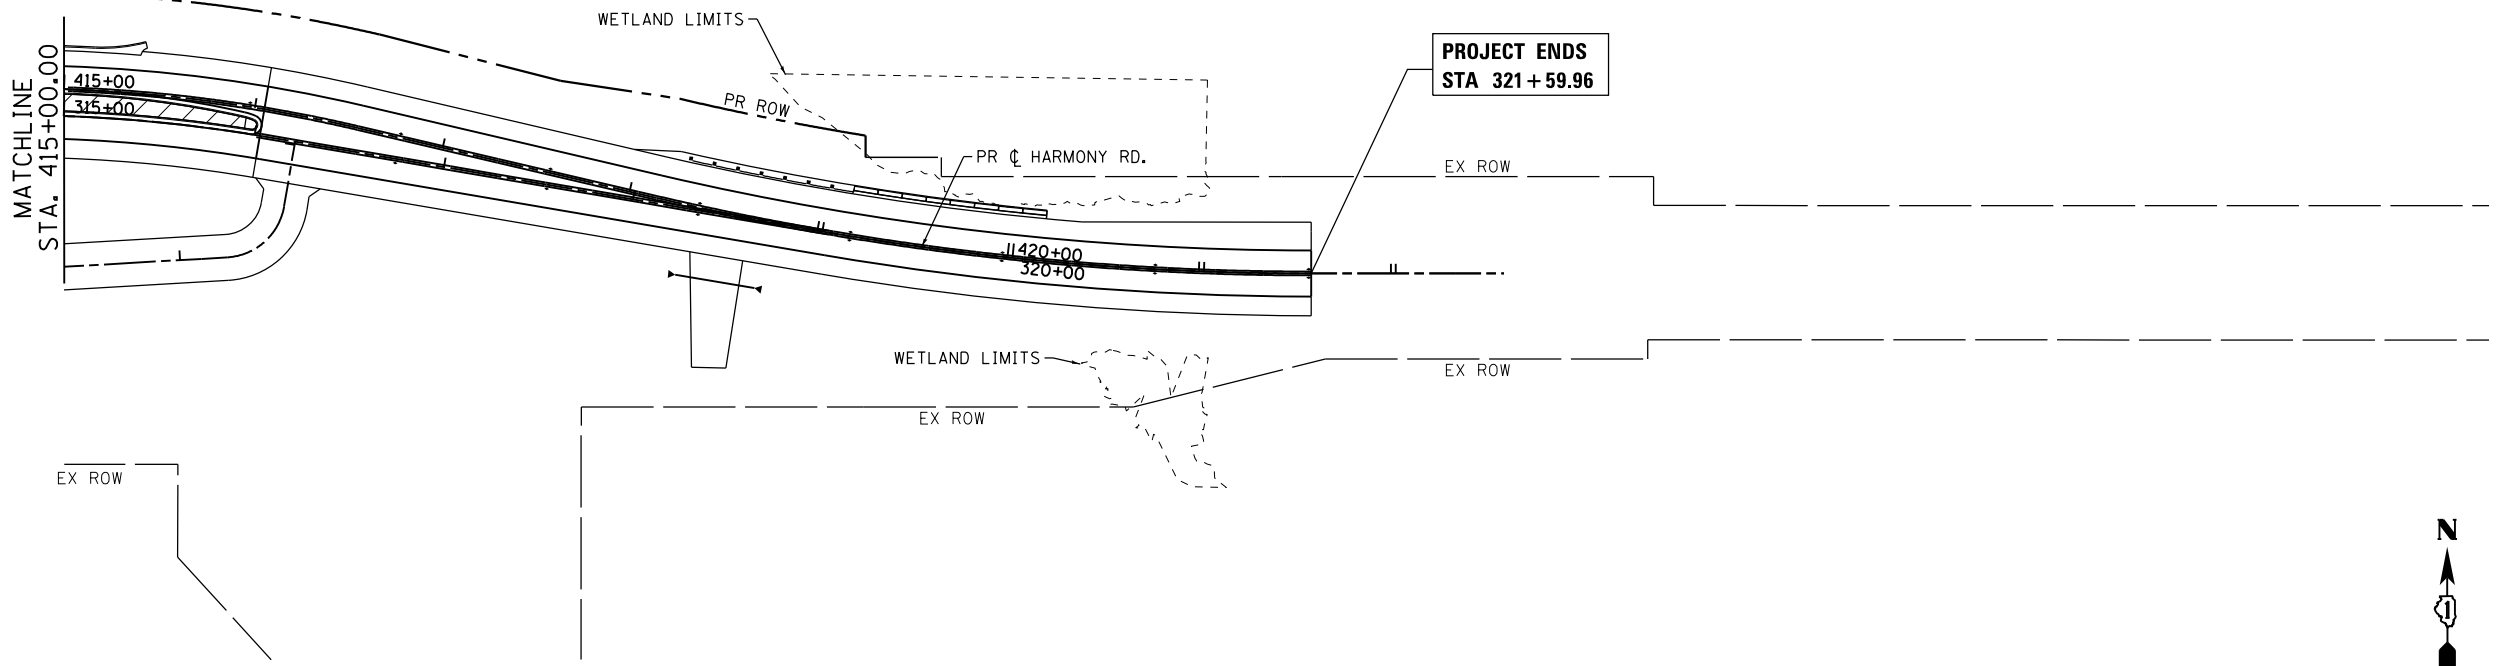 MATCHLINE
STA. 415+00.00
415+00
315+00
WETLAND LIMITS
PR ROW
PR ℄ HARMONY RD.
PROJECT ENDS
STA 321+59.96
EX ROW
420+00
320+00
WETLAND LIMITS
EX ROW
EX ROW
EX ROW
N
1